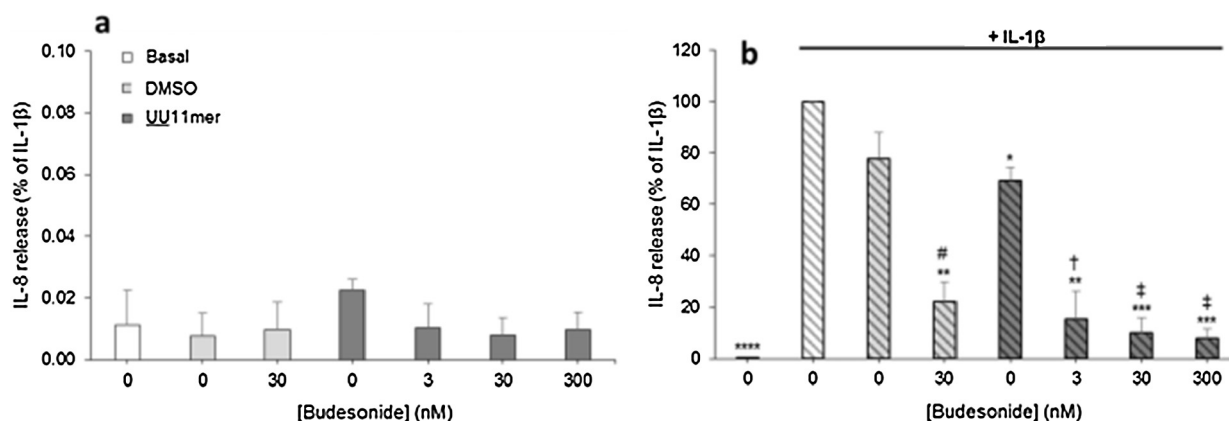 a
0.10
0.08
0.06
0.04
0.02
0.00
IL-8 release (% of IL-1β)
Basal
DMSO
UU11mer
0 0 30 0 3 30 300
[Budesonide] (nM)
b
+ IL-1β
120
100
80
60
40
20
0
IL-8 release (% of IL-1β)
****
#
**
*
†
**
‡
***
‡
***
0 0 0 30 0 3 30 300
[Budesonide] (nM)